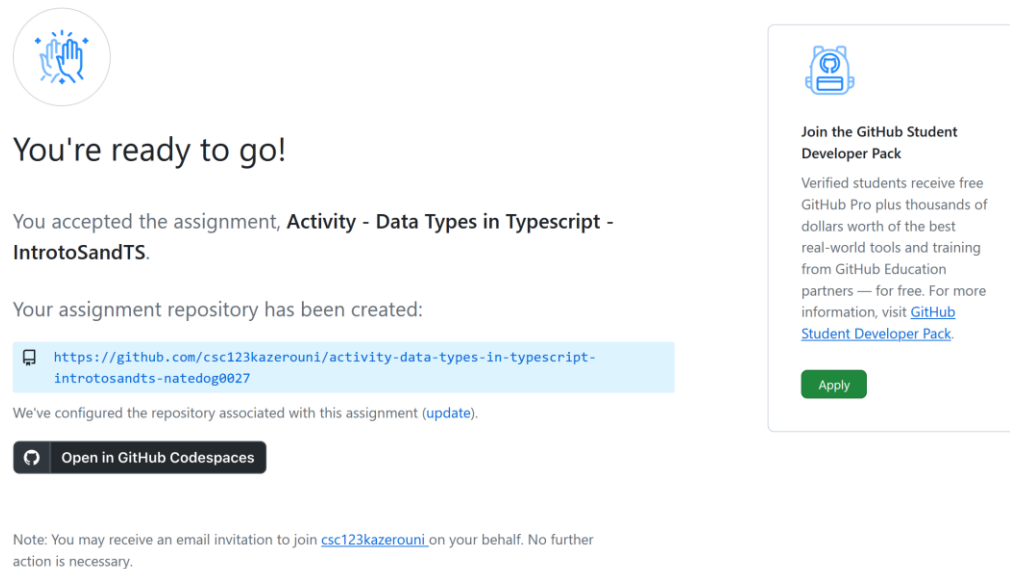 You're ready to go!
You accepted the assignment, Activity - Data Types in Typescript -
IntrotoSandTS.
Your assignment repository has been created:
https://github.com/csc123kazerouni/activity-data-types-in-typescript-
introtosandts-natedog0027
We've configured the repository associated with this assignment (update).
Open in GitHub Codespaces
Note: You may receive an email invitation to join csc123kazerouni on your behalf. No further
action is necessary.
Join the GitHub Student
Developer Pack
Verified students receive free
GitHub Pro plus thousands of
dollars worth of the best
real-world tools and training
from GitHub Education
partners — for free. For more
information, visit GitHub
Student Developer Pack.
Apply